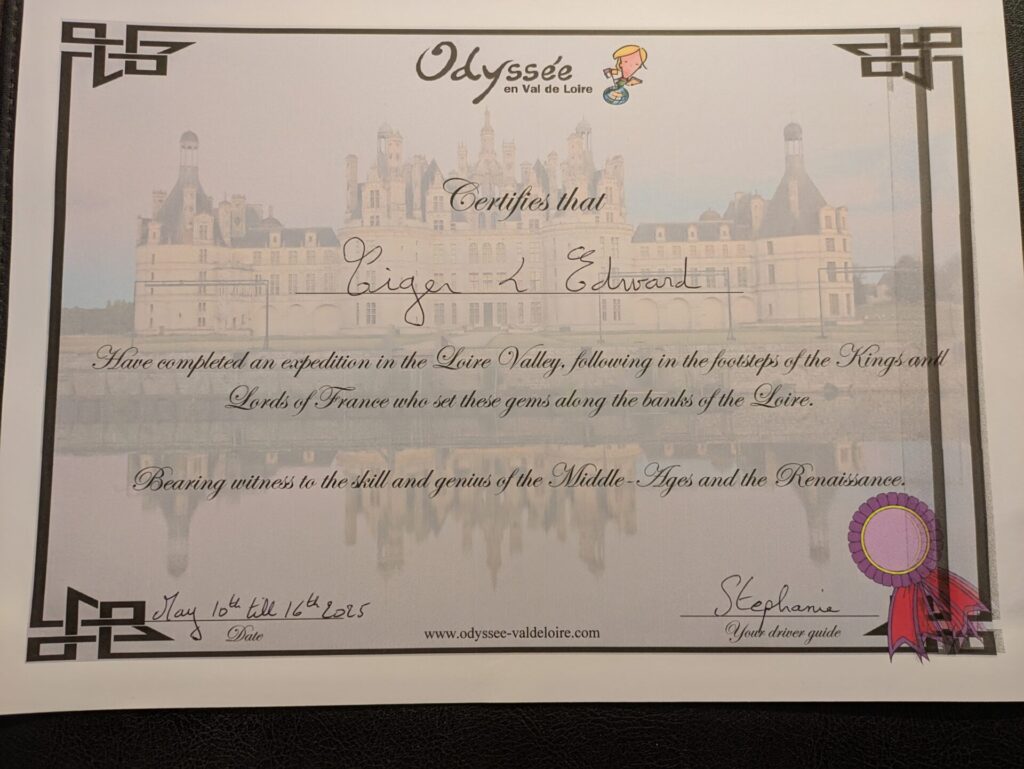 Odyssée
en Val de Loire
Certifies that
Tiger & Edward
Have completed an expedition in the Loire Valley, following in the footsteps of the Kings and
Lords of France who set these gems along the banks of the Loire.
Bearing witness to the skill and genius of the Middle-Ages and the Renaissance.
May 10th till 16th 2025
Stephanie
Date
www.odyssee-valdeloire.com
Your driver guide